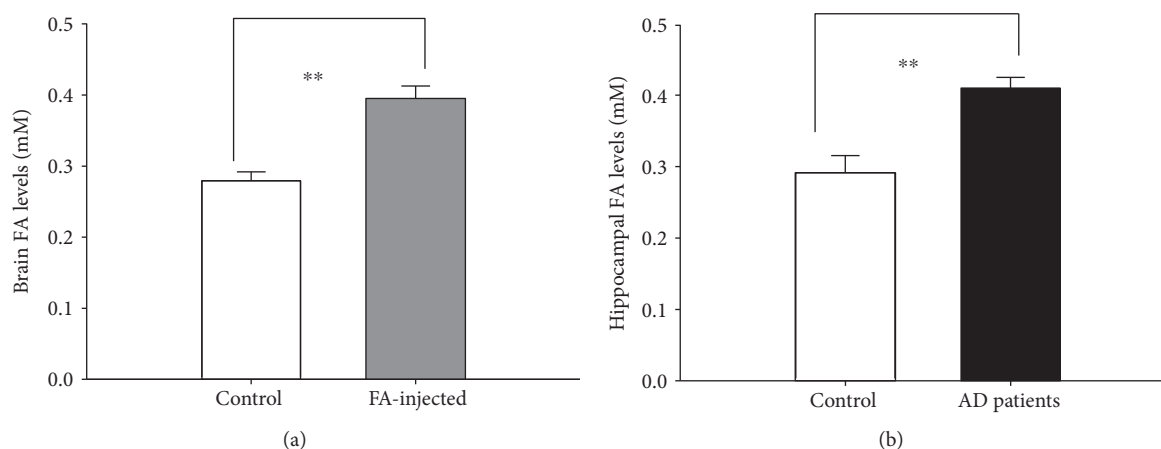 Brain FA levels (mM)
0.5
0.4
0.3
0.2
0.1
0.0
**
Control
FA-injected
(a)
Hippocampal FA levels (mM)
0.5
0.4
0.3
0.2
0.1
0.0
**
Control
AD patients
(b)